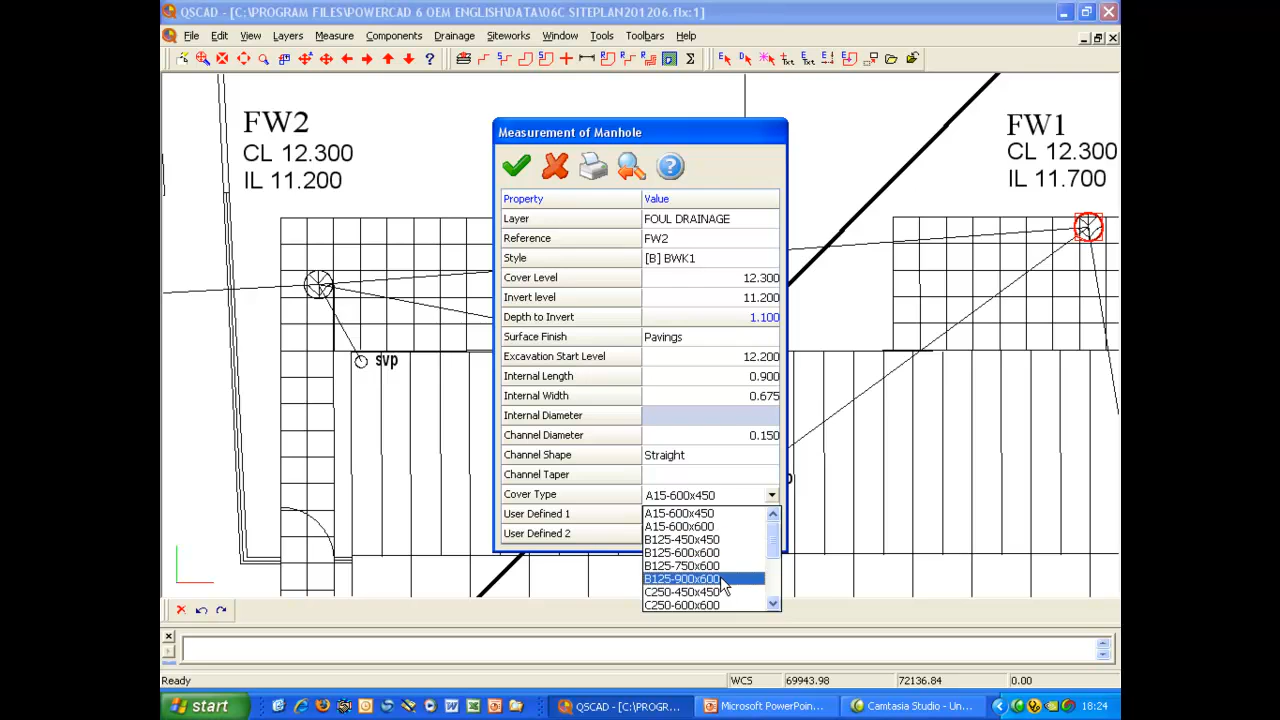 QSCAD - [C:\PROGRAM FILES\POWERCAD 6 OEM ENGLISH\DATA\06C SITEPLAN201206.flx:1]
File Edit View Layers Measure Components Drainage Siteworks Window Tools Toolbars Help
FW2
CL 12.300
IL 11.200
FW1
CL 12.300
IL 11.700
svp
Measurement of Manhole
Property Value
Layer FOUL DRAINAGE
Reference FW2
Style [B] BWK1
Cover Level 12.300
Invert level 11.200
Depth to Invert 1.100
Surface Finish Pavings
Excavation Start Level 12.200
Internal Length 0.900
Internal Width 0.675
Internal Diameter
Channel Diameter 0.150
Channel Shape Straight
Channel Taper
Cover Type A15-600x450
User Defined 1
User Defined 2
A15-600x450
A15-600x600
B125-450x450
B125-600x600
B125-750x600
B125-900x600
C250-450x450
C250-600x600
Ready WCS 69943.98 72136.84 0.00
start QSCAD - [C:\PROGR... Microsoft PowerPoin... Camtasia Studio - Un... 18:24